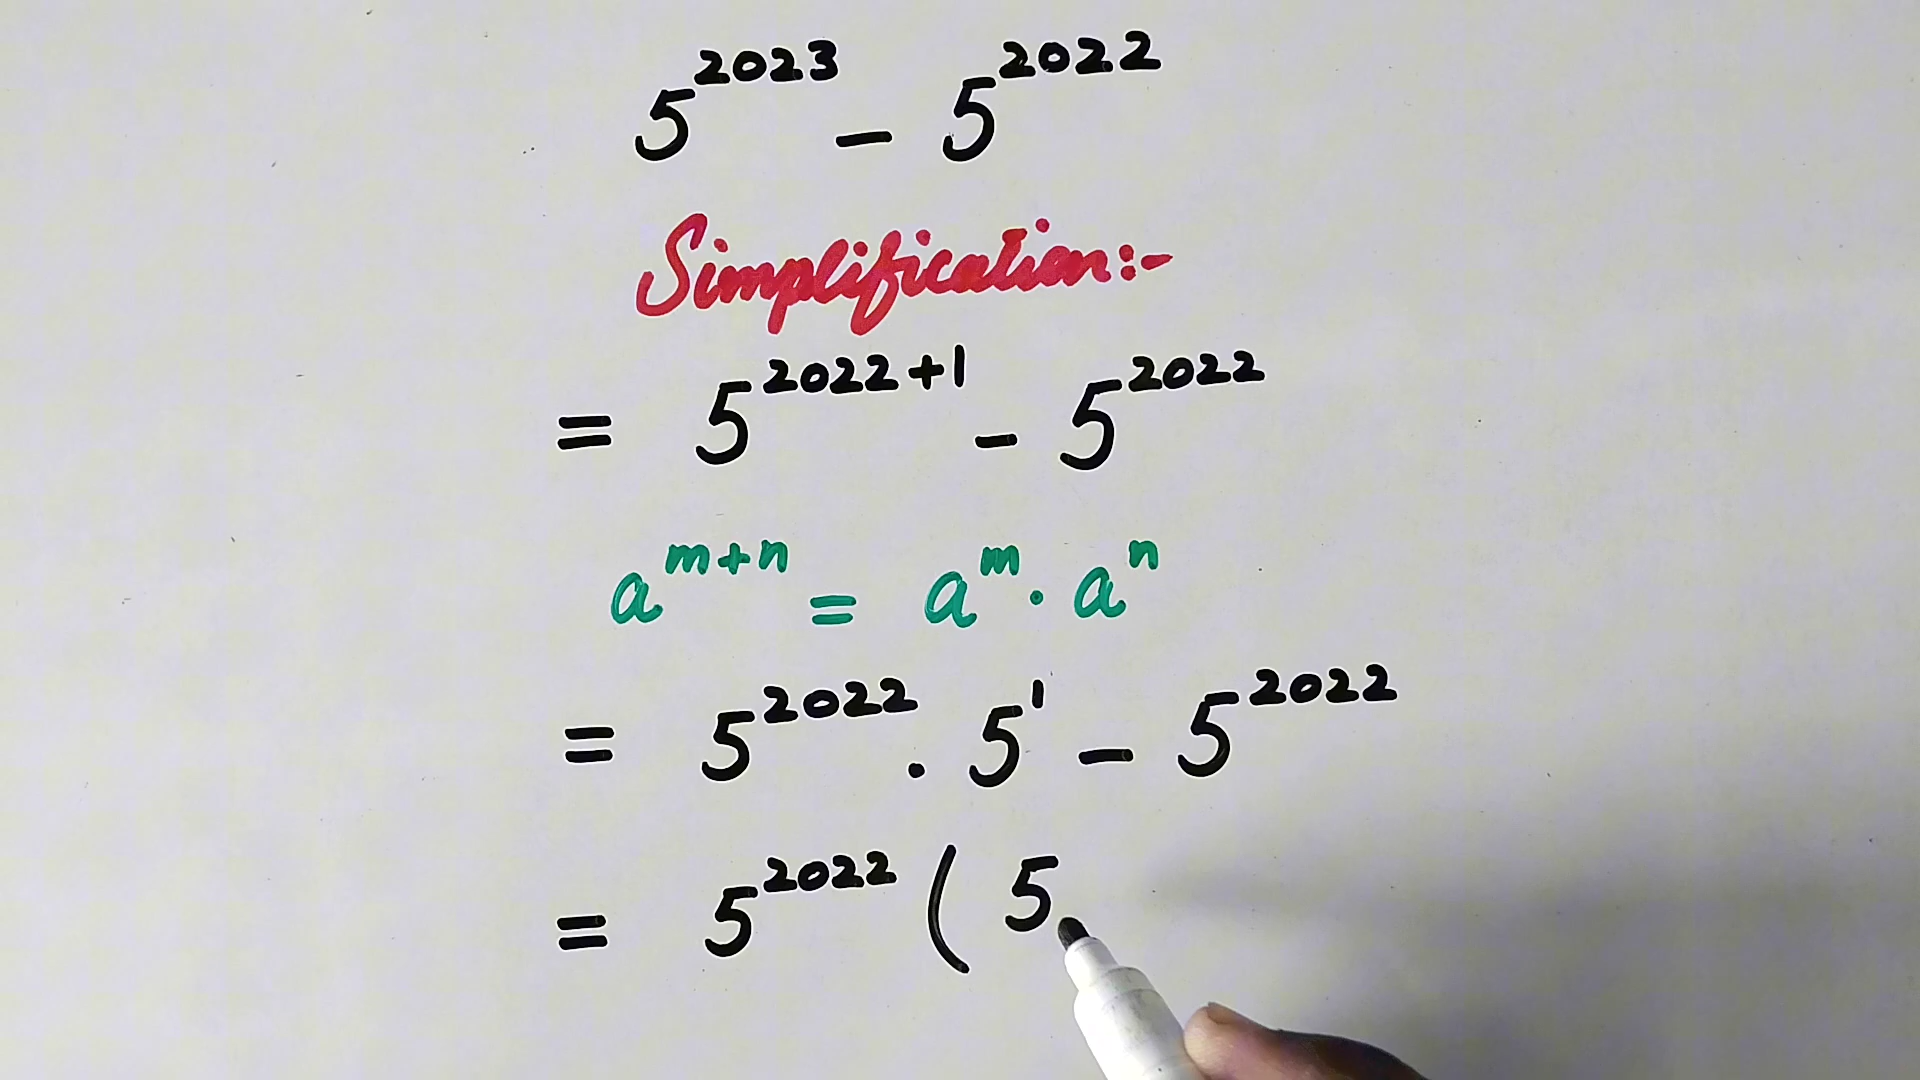 5^2023 - 5^2022
Simplification:-
= 5^2022+1 - 5^2022
a^m+n = a^m · a^n
= 5^2022 . 5^1 - 5^2022
= 5^2022 ( 5